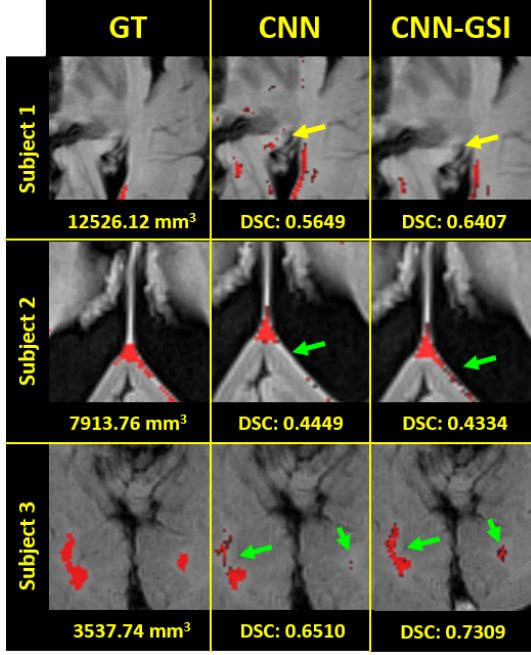 GT CNN CNN-GSI
Subject 1
12526.12 mm³ DSC: 0.5649 DSC: 0.6407
Subject 2
7913.76 mm³ DSC: 0.4449 DSC: 0.4334
Subject 3
3537.74 mm³ DSC: 0.6510 DSC: 0.7309